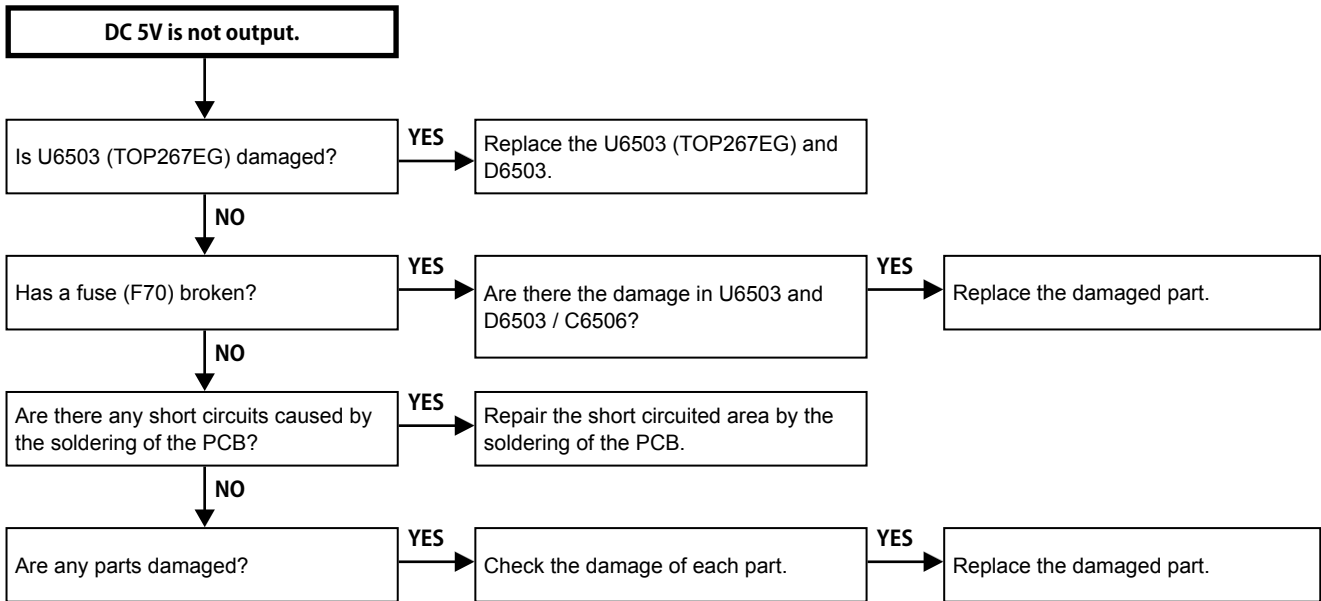 DC 5V is not output.
Is U6503 (TOP267EG) damaged?
YES
Replace the U6503 (TOP267EG) and
D6503.
NO
Has a fuse (F70) broken?
YES
Are there the damage in U6503 and
D6503 / C6506?
YES
Replace the damaged part.
NO
Are there any short circuits caused by
the soldering of the PCB?
YES
Repair the short circuited area by the
soldering of the PCB.
NO
Are any parts damaged?
YES
Check the damage of each part.
YES
Replace the damaged part.